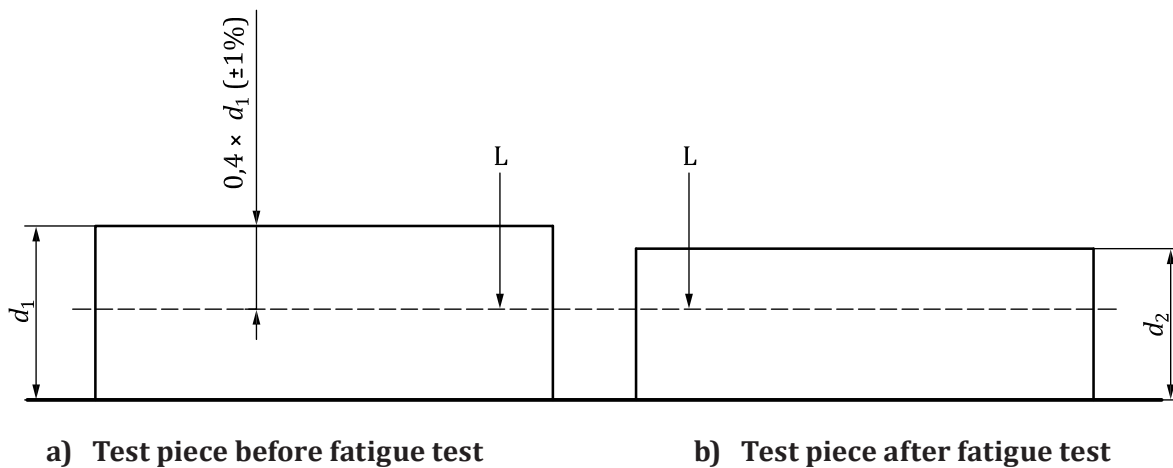 0,4 × d₁ (±1%)
L
L
d₁
d₂
a) Test piece before fatigue test
b) Test piece after fatigue test